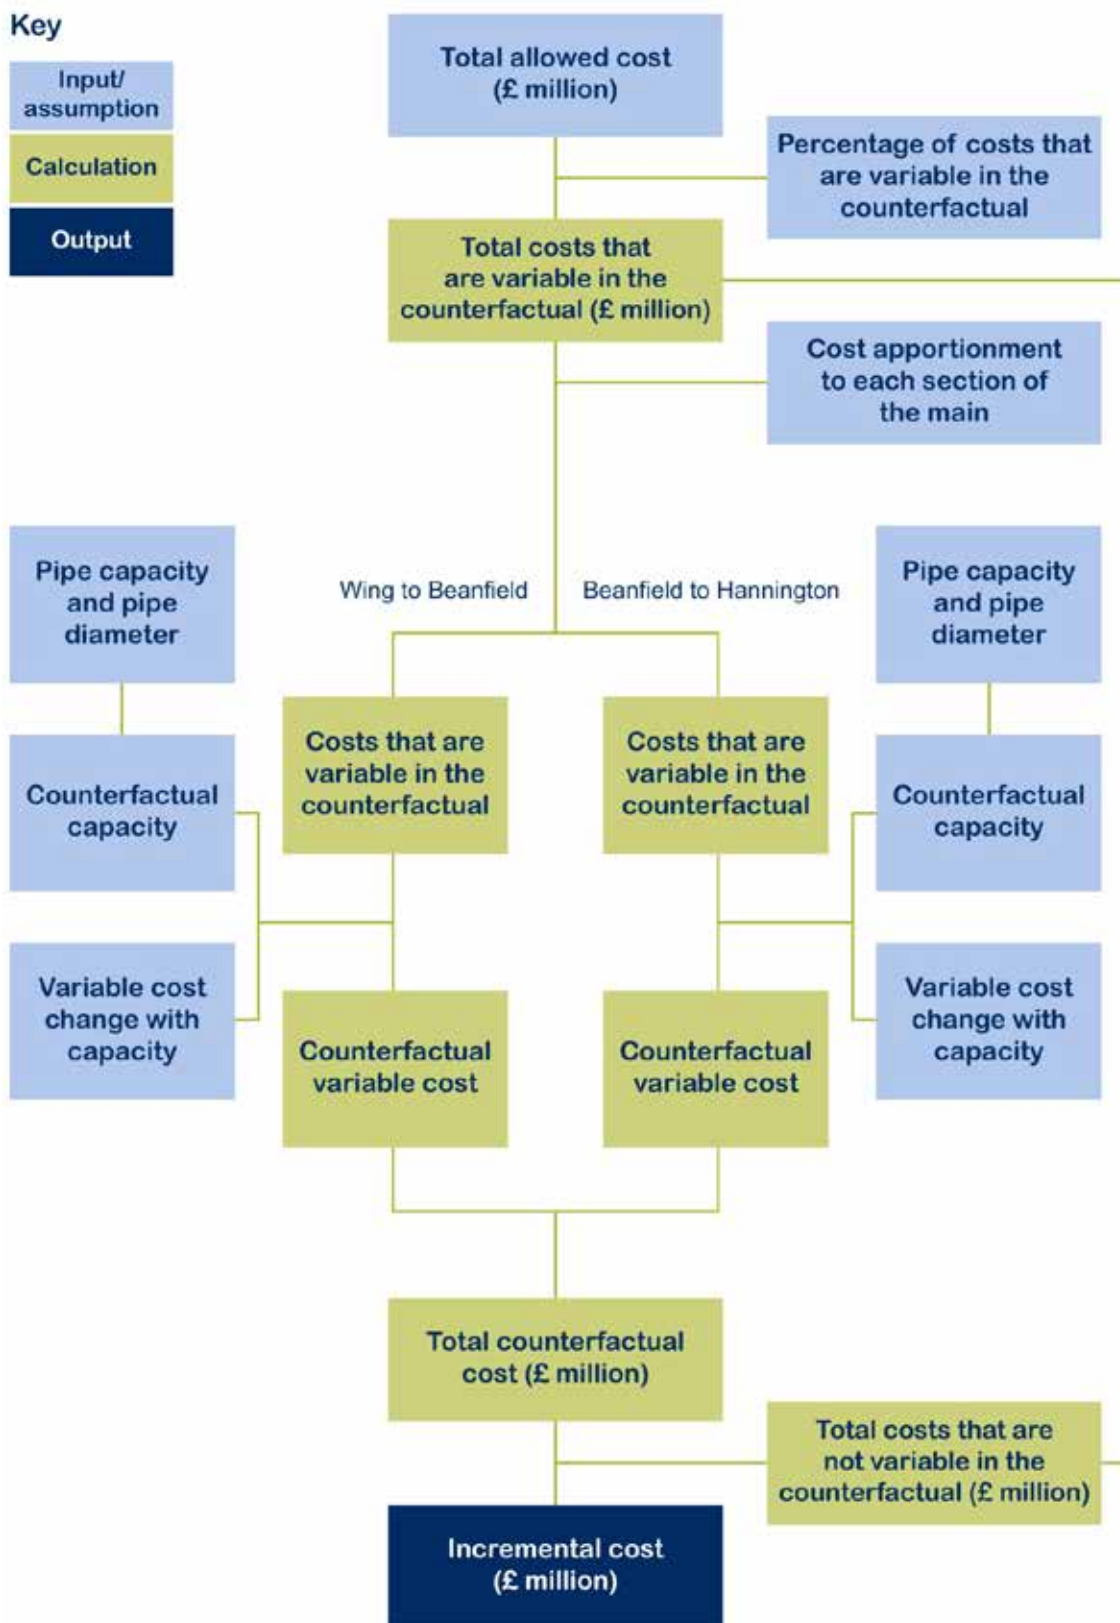 Key
Input/
assumption
Calculation
Output
Total allowed cost
(£ million)
Percentage of costs that
are variable in the
counterfactual
Total costs that
are variable in the
counterfactual (£ million)
Cost apportionment
to each section of
the main
Wing to Beanfield
Beanfield to Hannington
Pipe capacity
and pipe
diameter
Counterfactual
capacity
Variable cost
change with
capacity
Costs that are
variable in the
counterfactual
Counterfactual
variable cost
Costs that are
variable in the
counterfactual
Counterfactual
variable cost
Pipe capacity
and pipe
diameter
Counterfactual
capacity
Variable cost
change with
capacity
Total counterfactual
cost (£ million)
Total costs that are
not variable in the
counterfactual (£ million)
Incremental cost
(£ million)